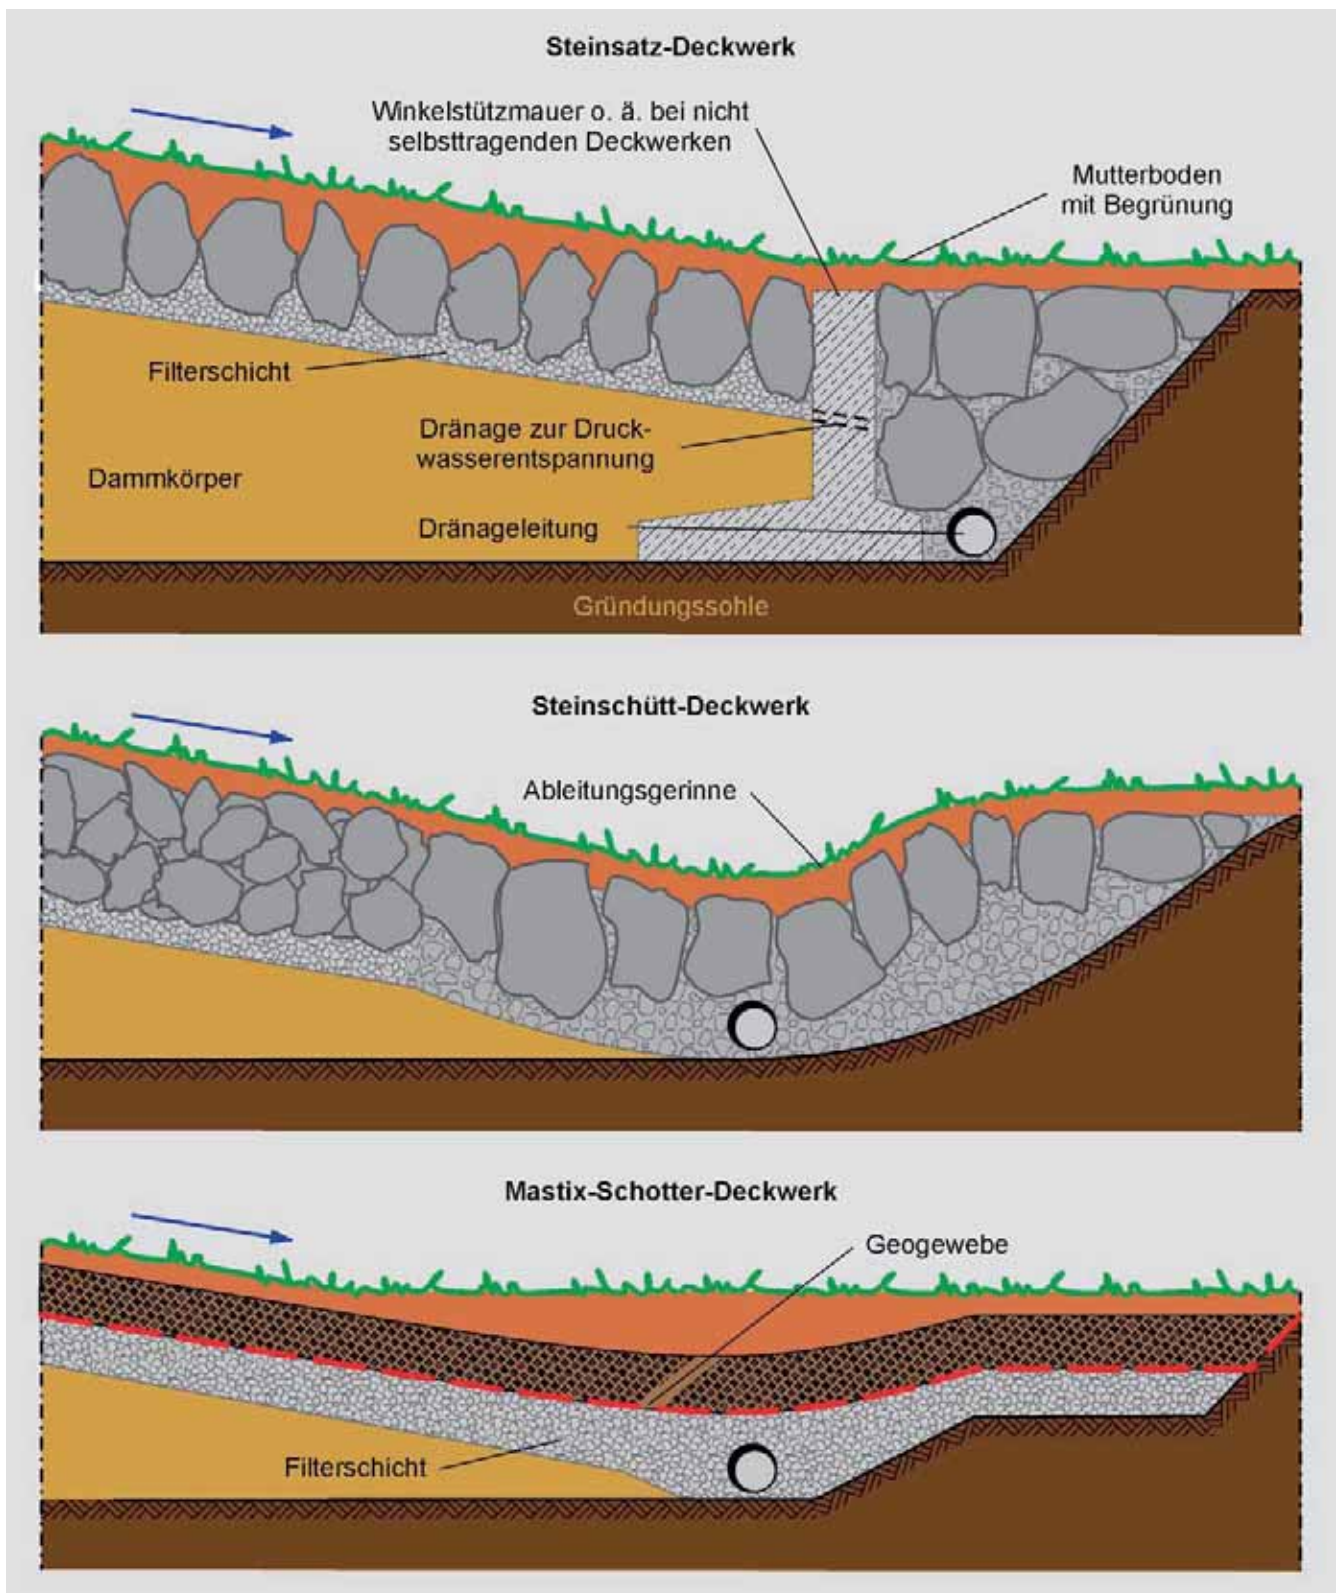 Steinsatz-Deckwerk
Winkelstützmauer o. ä. bei nicht
selbsttragenden Deckwerken
Mutterboden
mit Begrünung
Filterschicht
Dränage zur Druck-
wasserentspannung
Dammkörper
Dränageleitung
Gründungssohle
Steinschütt-Deckwerk
Ableitungsgerinne
Mastix-Schotter-Deckwerk
Geogewebe
Filterschicht